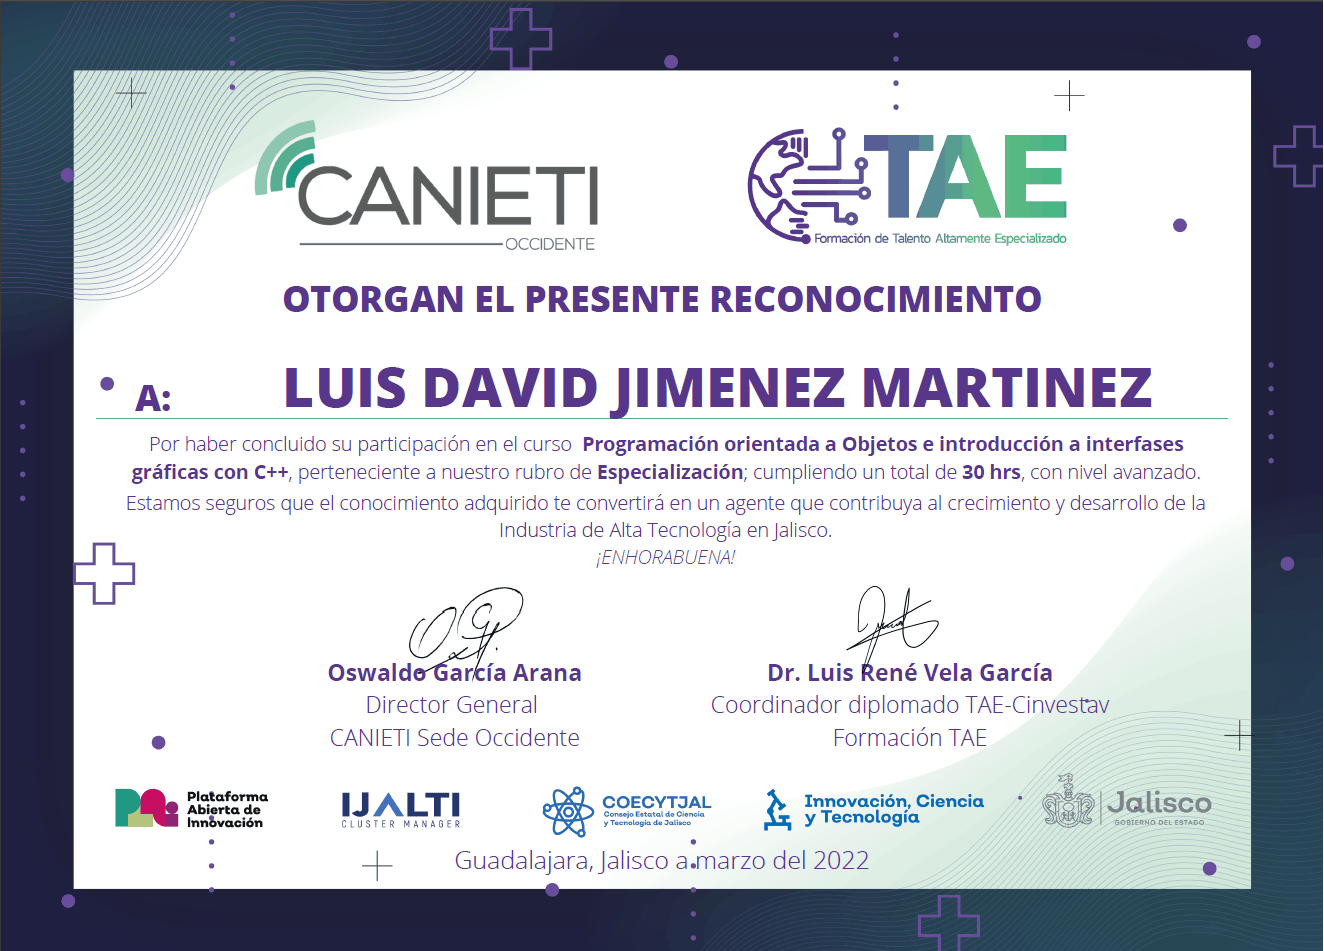 CANIETI
OCCIDENTE
TAE
Formación de Talento Altamente Especializado
OTORGAN EL PRESENTE RECONOCIMIENTO
A: LUIS DAVID JIMENEZ MARTINEZ
Por haber concluido su participación en el curso Programación orientada a Objetos e introducción a interfases
gráficas con C++, perteneciente a nuestro rubro de Especialización; cumpliendo un total de 30 hrs, con nivel avanzado.
Estamos seguros que el conocimiento adquirido te convertirá en un agente que contribuya al crecimiento y desarrollo de la
Industria de Alta Tecnología en Jalisco.
¡ENHORABUENA!
Oswaldo García Arana
Director General
CANIETI Sede Occidente
Dr. Luis René Vela García
Coordinador diplomado TAE-Cinvestav
Formación TAE
Plataforma
Abierta de
Innovación
IJALTI
CLUSTER MANAGER
COECYTJAL
Consejo Estatal de Ciencia
y Tecnología de Jalisco
Innovación, Ciencia
y Tecnología
Jalisco
GOBIERNO DEL ESTADO
Guadalajara, Jalisco a marzo del 2022